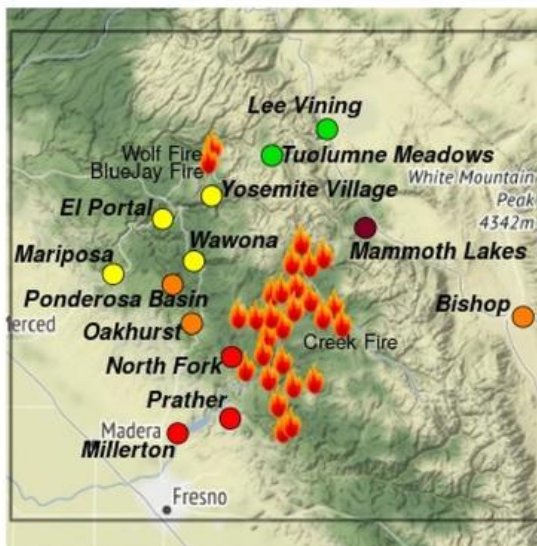 Lee Vining
Wolf Fire
Tuolumne Meadows
BlueJay Fire
White Mountain
Peak
4342m
Yosemite Village
El Portal
Wawona
Mammoth Lakes
Mariposa
Ponderosa Basin
Bishop
erced
Oakhurst
Creek Fire
North Fork
Prather
Madera
Millerton
Fresno